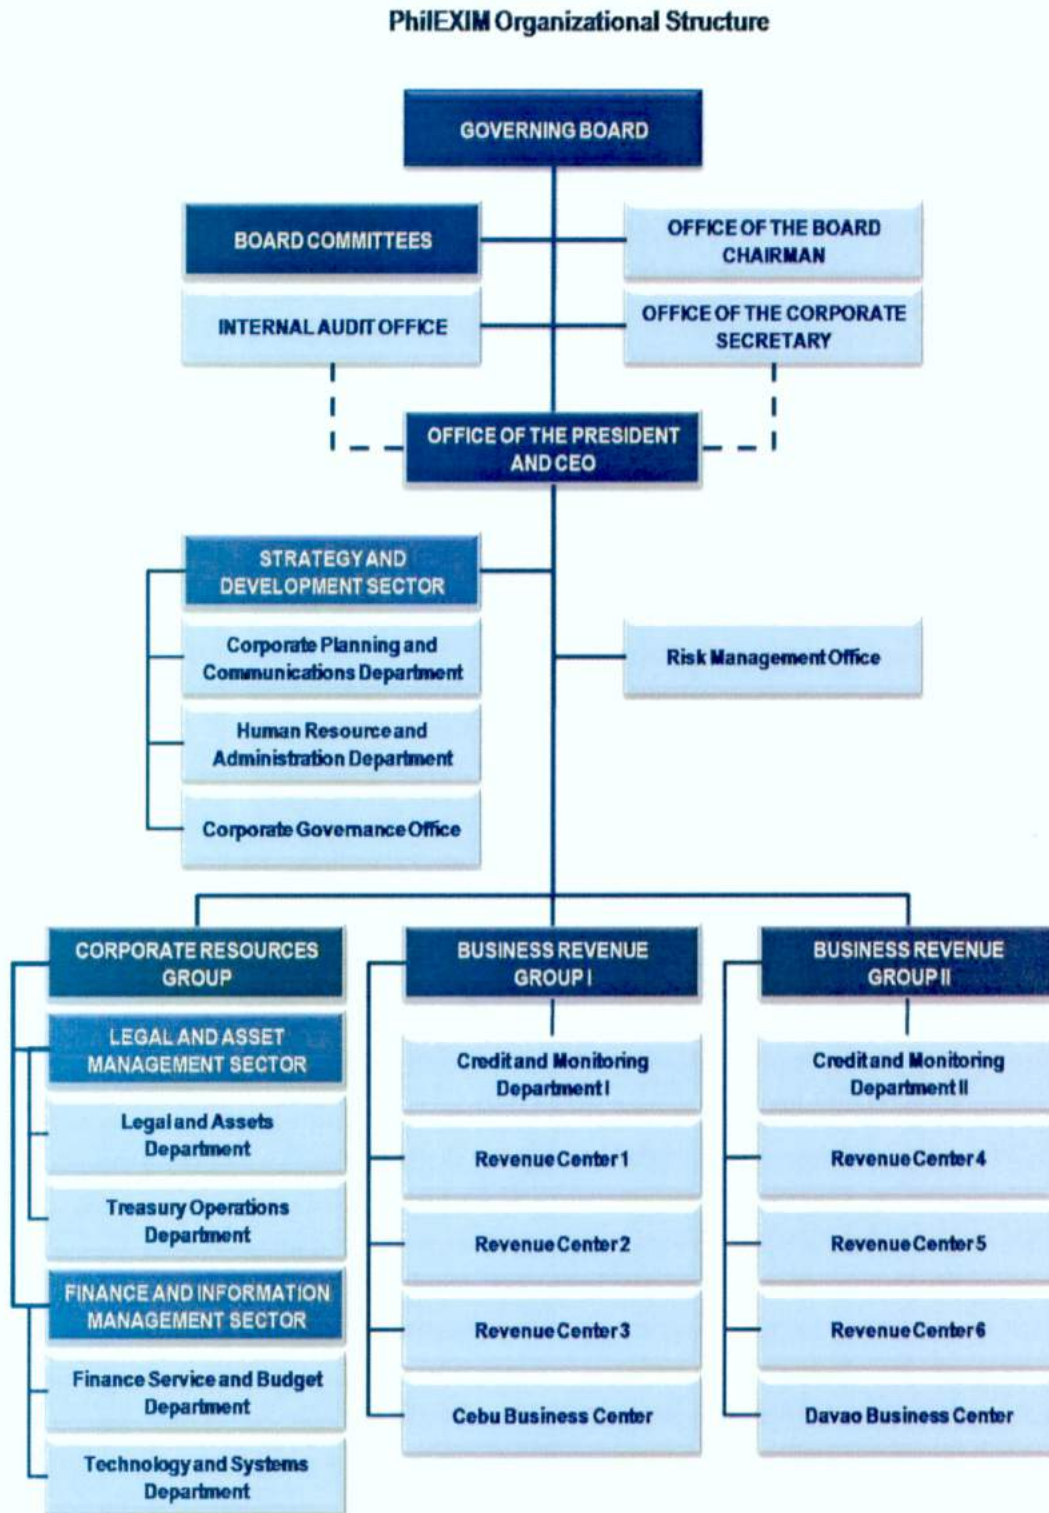 PhilEXIM Organizational Structure
GOVERNING BOARD
BOARD COMMITTEES
OFFICE OF THE BOARD
CHAIRMAN
INTERNAL AUDIT OFFICE
OFFICE OF THE CORPORATE
SECRETARY
OFFICE OF THE PRESIDENT
AND CEO
STRATEGY AND
DEVELOPMENT SECTOR
Corporate Planning and
Communications Department
Risk Management Office
Human Resource and
Administration Department
Corporate Governance Office
CORPORATE RESOURCES
GROUP
LEGAL AND ASSET
MANAGEMENT SECTOR
Legal and Assets
Department
Treasury Operations
Department
FINANCE AND INFORMATION
MANAGEMENT SECTOR
Finance Service and Budget
Department
Technology and Systems
Department
BUSINESS REVENUE
GROUP I
Credit and Monitoring
Department I
Revenue Center 1
Revenue Center 2
Revenue Center 3
Cebu Business Center
BUSINESS REVENUE
GROUP II
Credit and Monitoring
Department II
Revenue Center 4
Revenue Center 5
Revenue Center 6
Davao Business Center